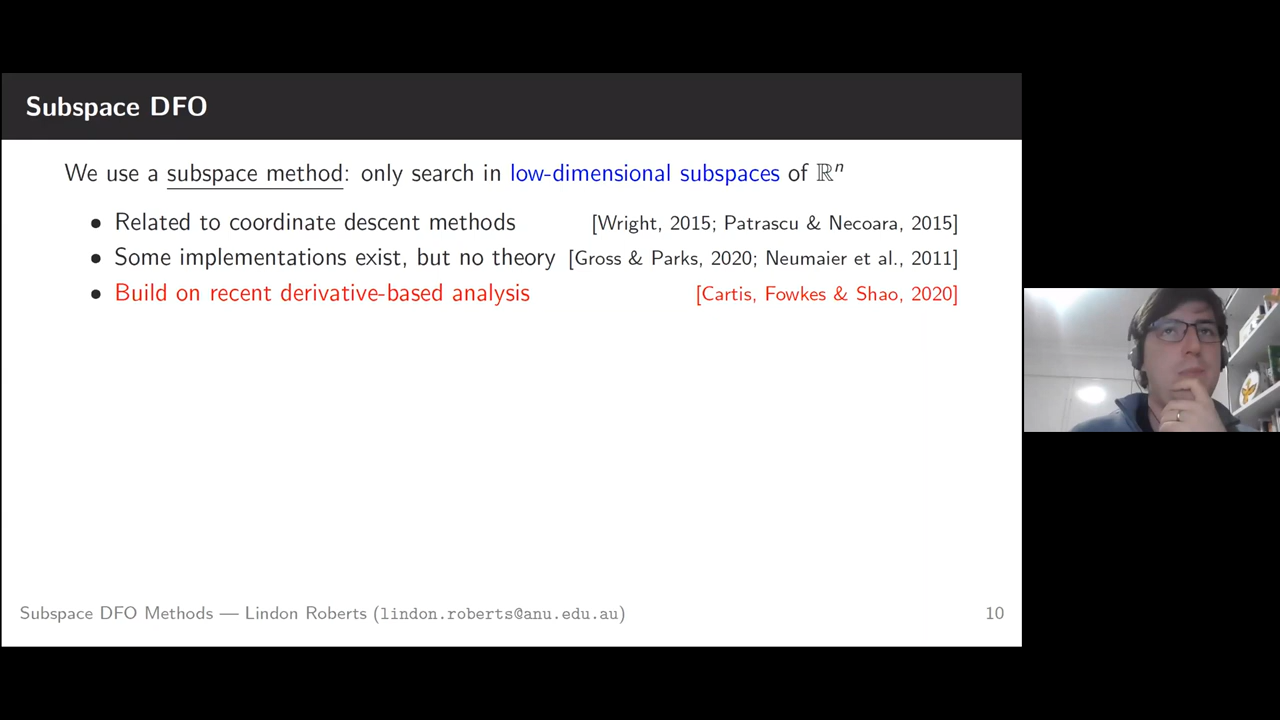 Subspace DFO
We use a subspace method: only search in low-dimensional subspaces of ℝⁿ
• Related to coordinate descent methods [Wright, 2015; Patrascu & Necoara, 2015]
• Some implementations exist, but no theory [Gross & Parks, 2020; Neumaier et al., 2011]
• Build on recent derivative-based analysis [Cartis, Fowkes & Shao, 2020]
Subspace DFO Methods — Lindon Roberts (lindon.roberts@anu.edu.au) 10